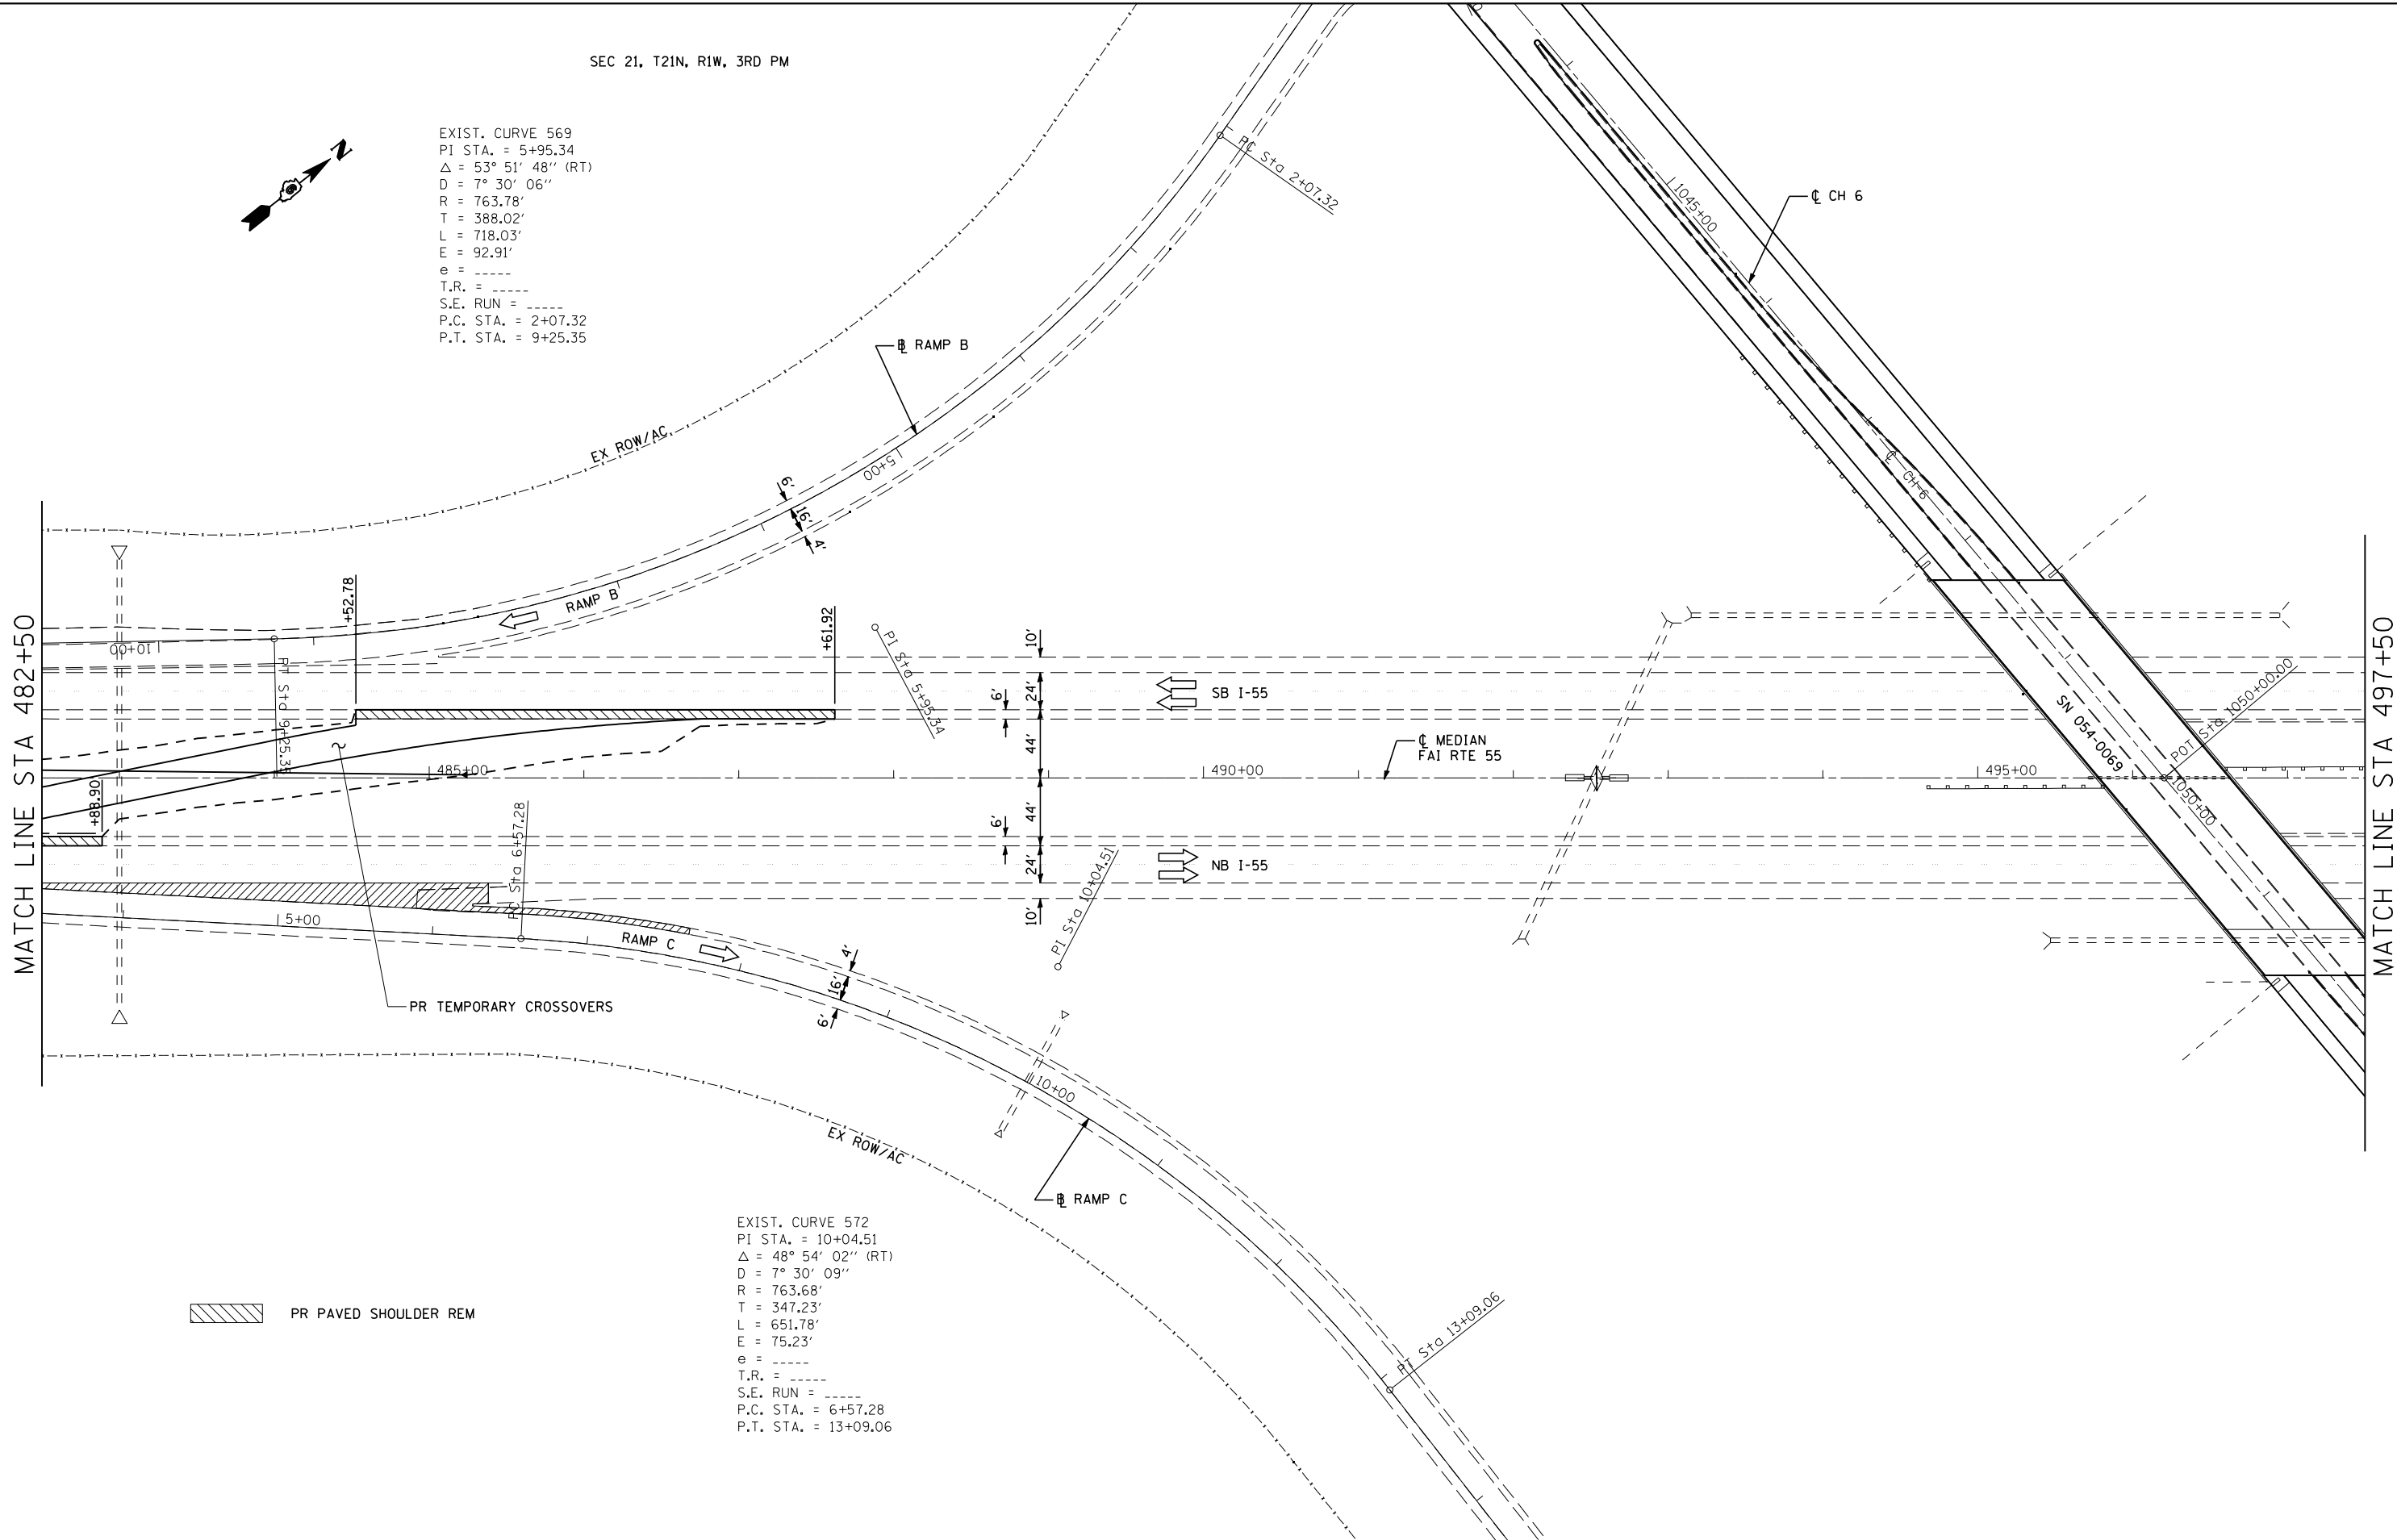 SEC 21, T21N, R1W, 3RD PM
N
EXIST. CURVE 569
PI STA. = 5+95.34
Δ = 53° 51' 48'' (RT)
D = 7° 30' 06''
R = 763.78'
T = 388.02'
L = 718.03'
E = 92.91'
e = _____
T.R. = _____
S.E. RUN = _____
P.C. STA. = 2+07.32
P.T. STA. = 9+25.35
PC Sta 2+07.32
1045+00
℄ CH 6
℄ CH 6
BL RAMP B
EX ROW/AC
5+00
6'
16'
4'
RAMP B
+52.78
+61.92
10+00
PT Sta 9+25.35
PI Sta 5+95.34
10'
24'
6'
44'
SB I-55
℄ MEDIAN
FAI RTE 55
SN 054-0069
POT Sta 1050+00.00
1050+00
MATCH LINE STA 482+50
MATCH LINE STA 497+50
485+00
490+00
495+00
+88.90
PC Sta 6+57.28
44'
6'
24'
10'
NB I-55
PI Sta 10+04.51
5+00
RAMP C
4'
16'
6'
PR TEMPORARY CROSSOVERS
10+00
EX ROW/AC
BL RAMP C
EXIST. CURVE 572
PI STA. = 10+04.51
Δ = 48° 54' 02'' (RT)
D = 7° 30' 09''
R = 763.68'
T = 347.23'
L = 651.78'
E = 75.23'
e = _____
T.R. = _____
S.E. RUN = _____
P.C. STA. = 6+57.28
P.T. STA. = 13+09.06
PT Sta 13+09.06
PR PAVED SHOULDER REM